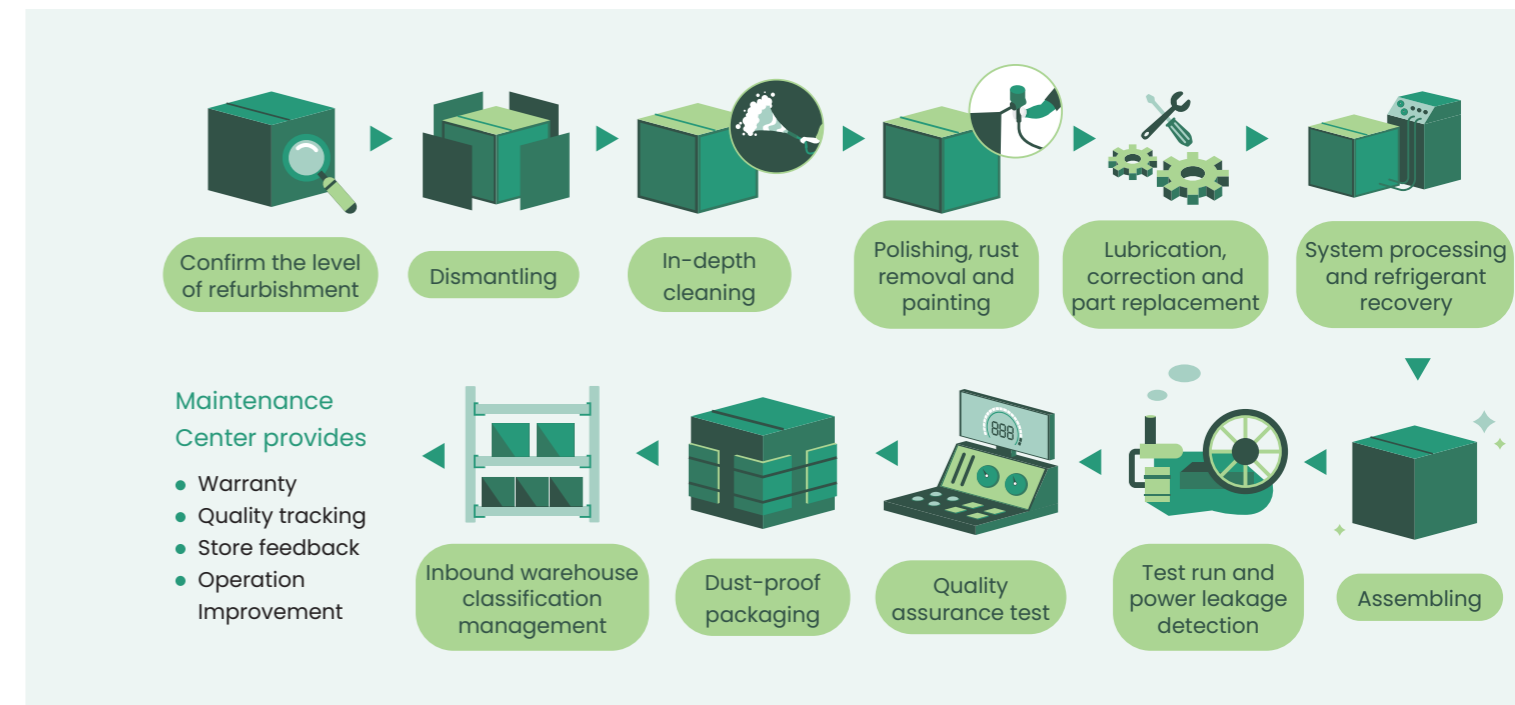 Confirm the level
of refurbishment
Dismantling
In-depth
cleaning
Polishing, rust
removal and
painting
Lubrication,
correction and
part replacement
System processing
and refrigerant
recovery
Assembling
Test run and
power leakage
detection
888
Quality
assurance test
Dust-proof
packaging
Inbound warehouse
classification
management
Maintenance
Center provides
• Warranty
• Quality tracking
• Store feedback
• Operation
Improvement